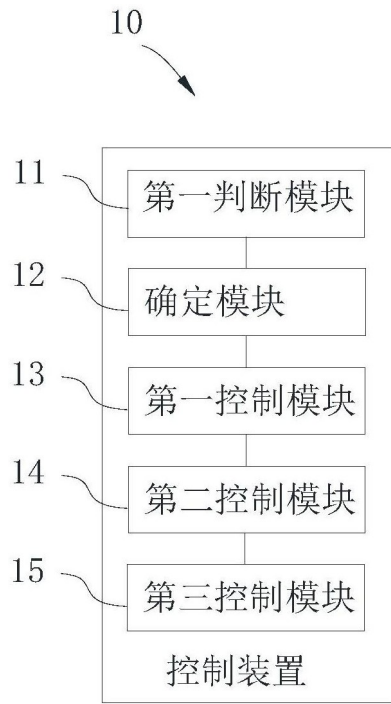 10
11
第一判断模块
12
确定模块
13
第一控制模块
14
第二控制模块
15
第三控制模块
控制装置